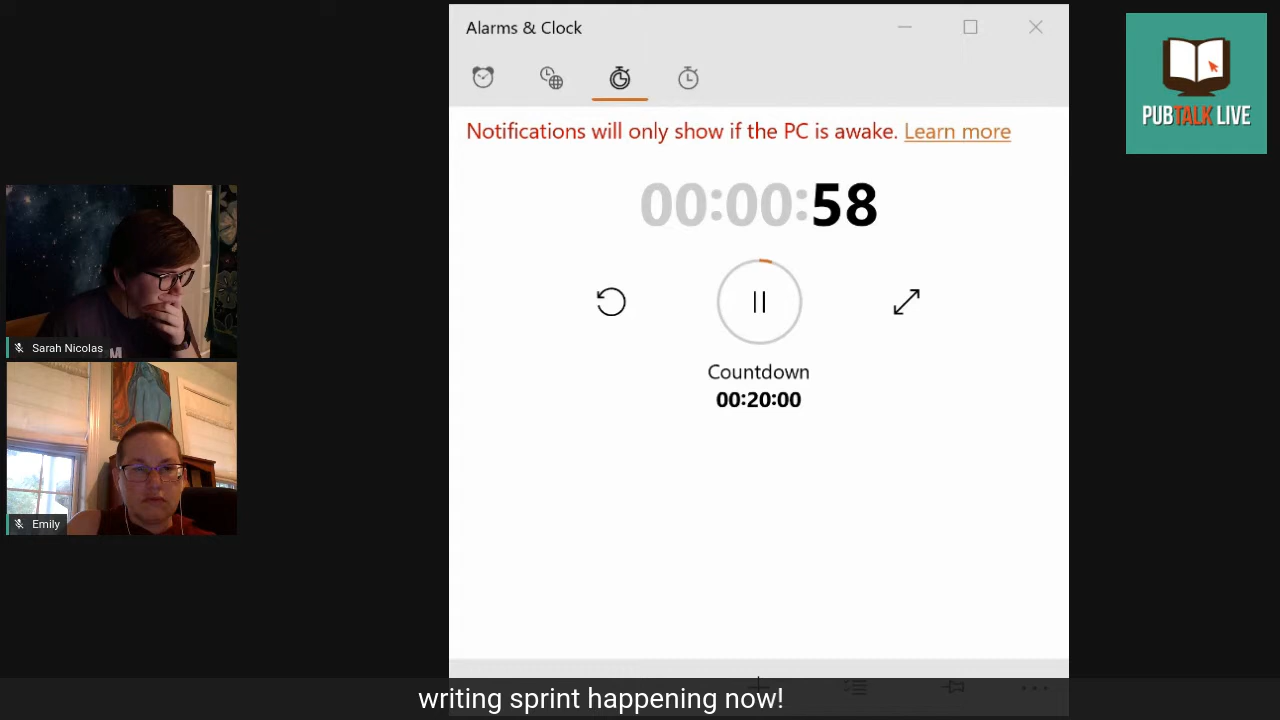 Alarms & Clock
PUBTALK LIVE
Notifications will only show if the PC is awake. Learn more
00:00:58
Countdown
00:20:00
Sarah Nicolas
M
Emily
writing sprint happening now!